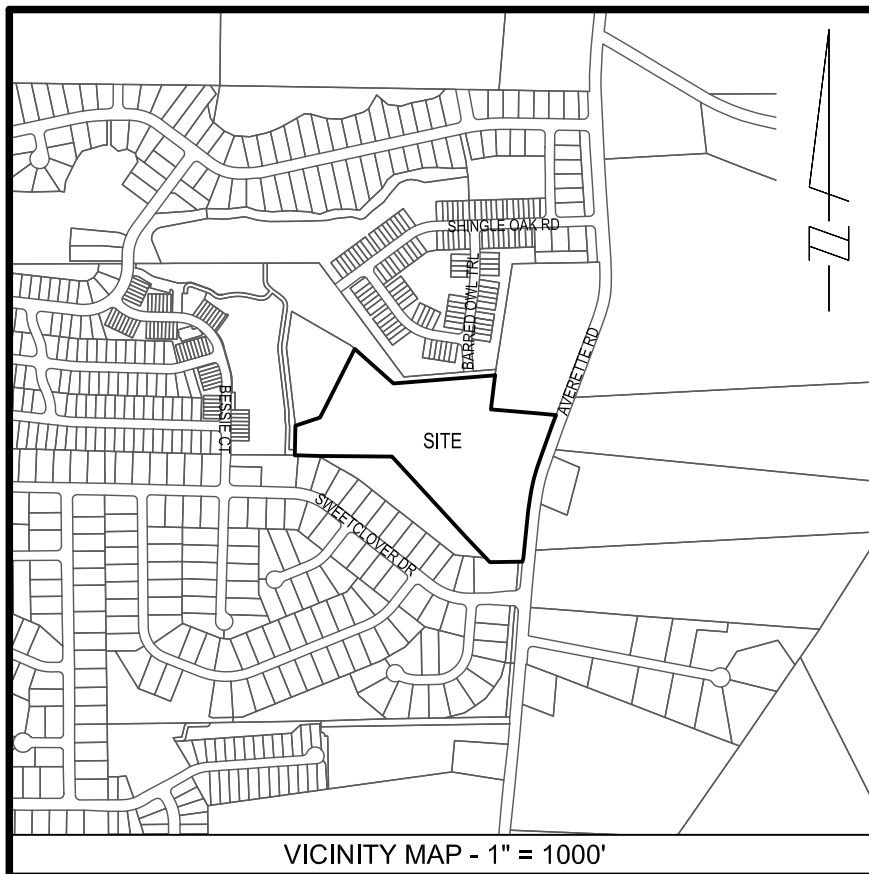 SHINGLE OAK RD
BARRED OWL TRL
AVERETTE RD
BESSIE CT
SITE
SWEETCLOVER DR
N
VICINITY MAP - 1" = 1000'